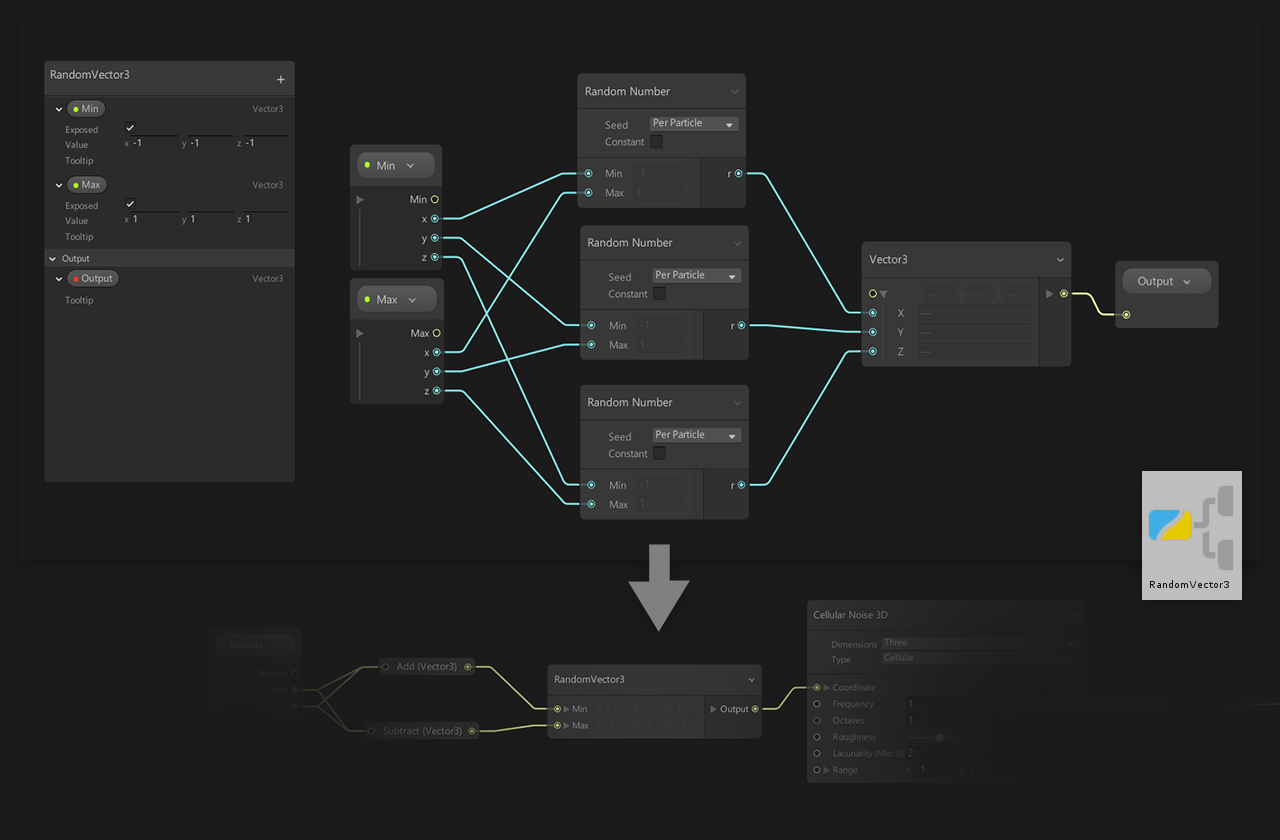 RandomVector3
+
Min Vector3
Exposed
Value x -1 y -1 z -1
Tooltip
Max Vector3
Exposed
Value x 1 y 1 z 1
Tooltip
Output
Output Vector3
Tooltip
Min
Min
x
y
z
Max
Max
x
y
z
Random Number
Seed Per Particle
Constant
Min -1 r
Max 1
Random Number
Seed Per Particle
Constant
Min -1 r
Max 1
Random Number
Seed Per Particle
Constant
Min -1 r
Max 1
Vector3
X
Y
Z
Output
RandomVector3
Bounds
Bounds
Center
Add (Vector3)
Subtract (Vector3)
RandomVector3
Min Output
Max
Cellular Noise 3D
Dimensions Three
Type Cellular
Coordinate
Frequency 1
Octaves 1
Roughness
Lacunarity (Min: 0) 2
Range x -1